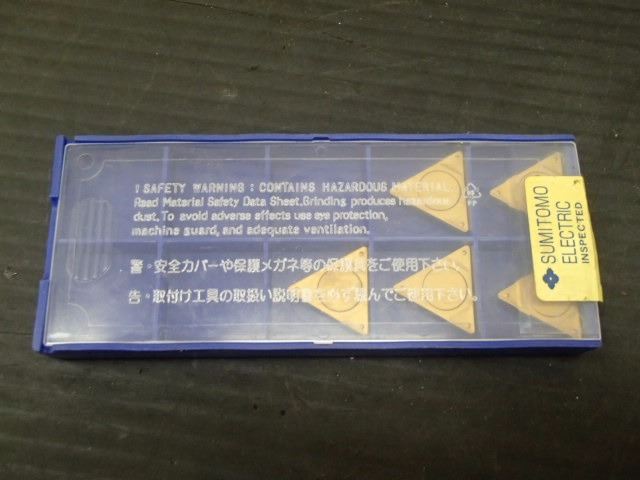 ! SAFETY WARNING : CONTAINS HAZARDOUS MATERIAL.
Read Material Safety Data Sheet. Grinding produces hazardous
dust. To avoid adverse effects use eye protection,
machine guard, and adequate ventilation.
警・安全カバーや保護メガネ等の保護具をご使用下さい。
告・取付け工具の取扱い説明書を必ず読んでご使用下さい。
SUMITOMO
ELECTRIC
INSPECTED